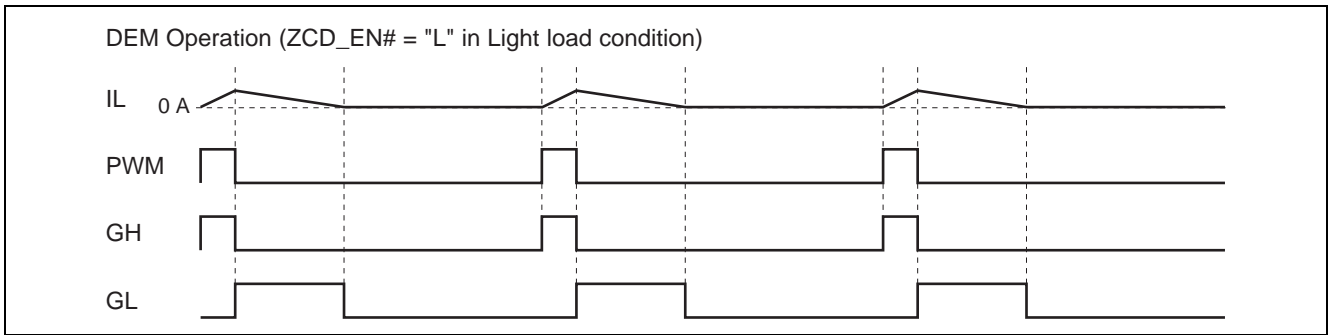 DEM Operation (ZCD_EN# = "L" in Light load condition)
IL 0 A
PWM
GH
GL